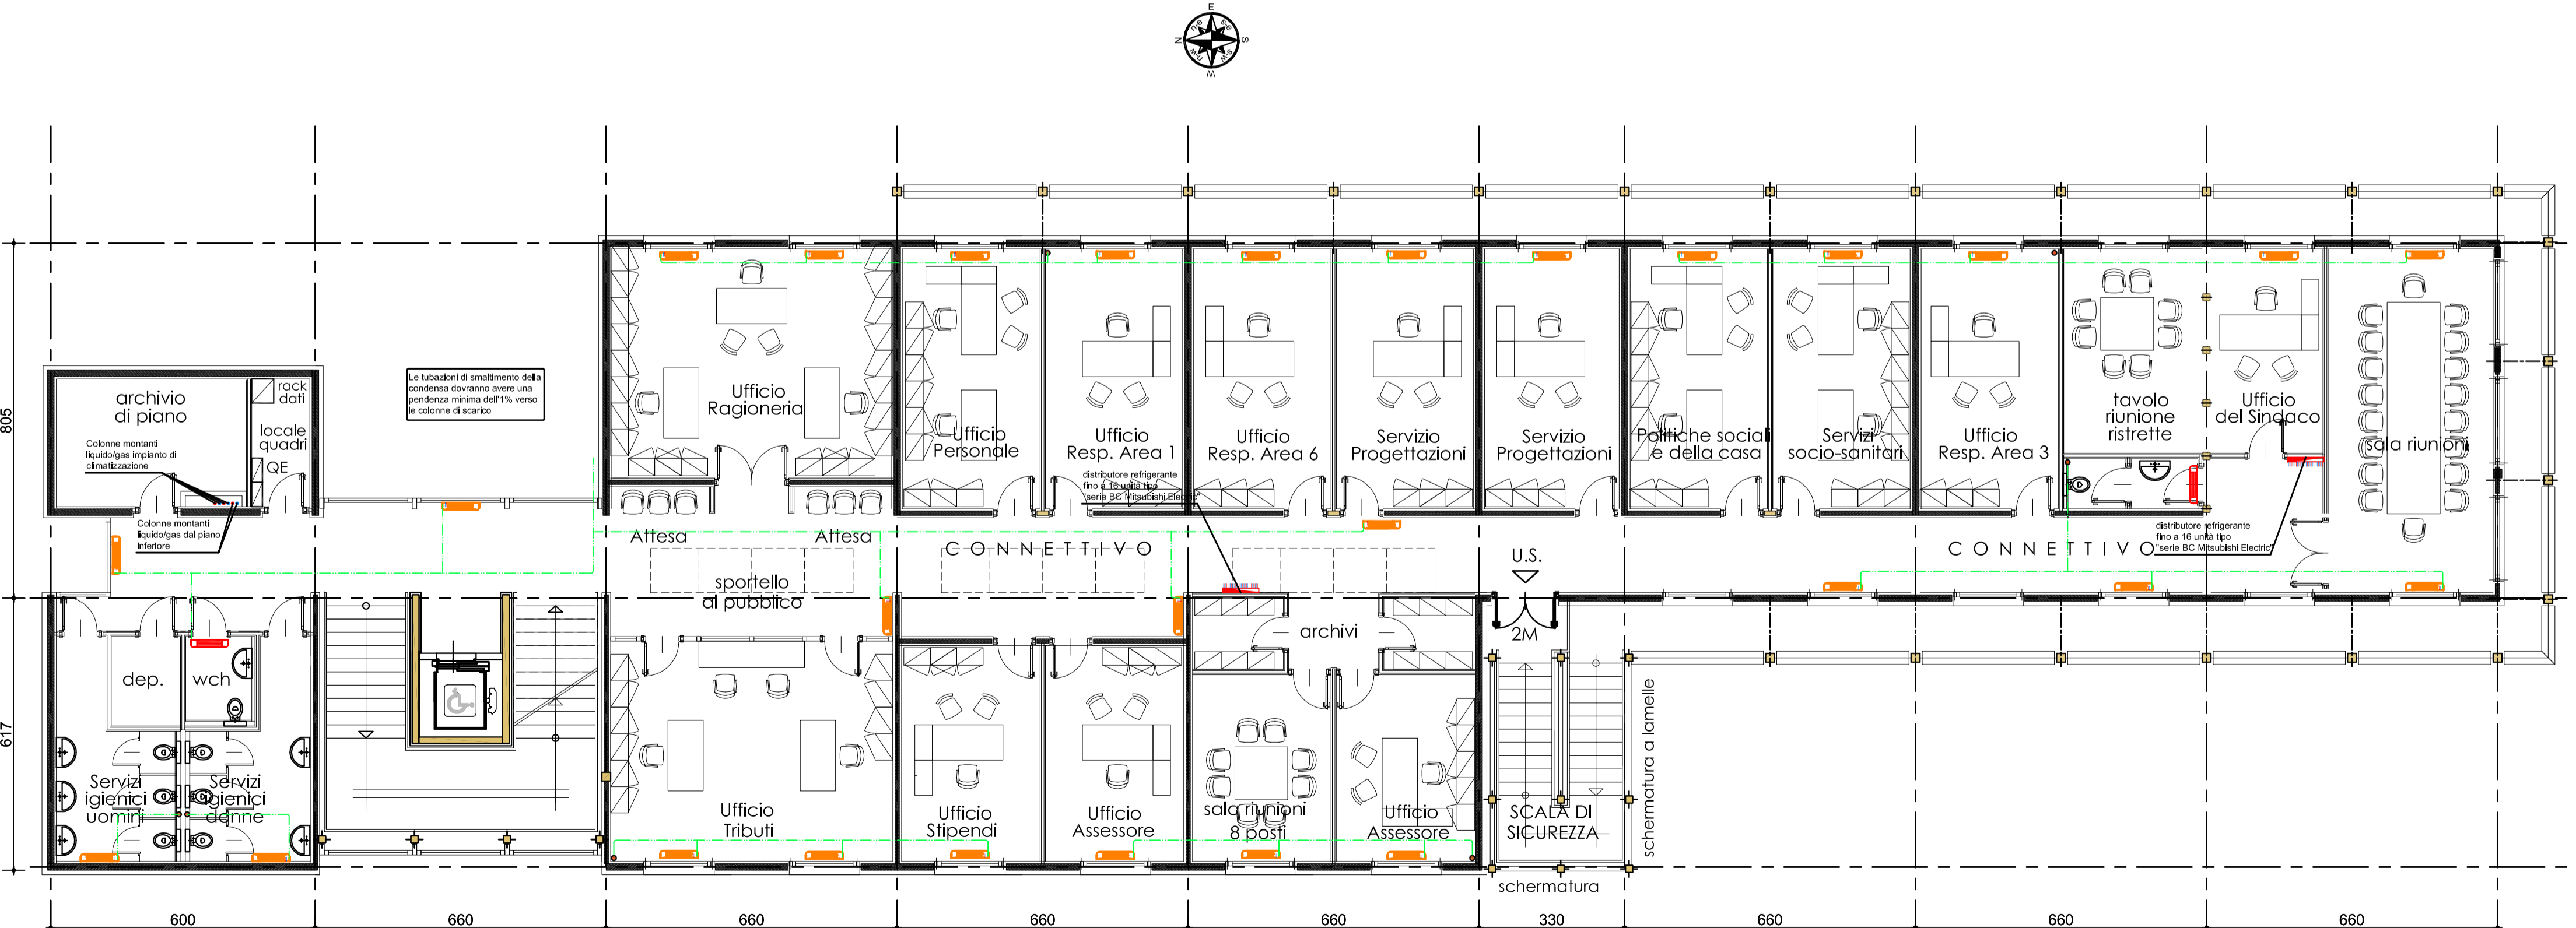 E
n-e
s-e
N
S
n-w
s-w
W
805
617
archivio
di piano
rack
dati
locale
quadri
QE
Colonne montanti
liquido/gas impianto di
climatizzazione
Colonne montanti
liquido/gas dal piano
inferiore
Le tubazioni di smaltimento della
condensa dovranno avere una
pendenza minima dell'1% verso
le colonne di scarico
Ufficio
Ragioneria
Ufficio
Personale
Ufficio
Resp. Area 1
Ufficio
Resp. Area 6
Servizio
Progettazioni
Servizio
Progettazioni
Politiche sociali
e della casa
Servizi
socio-sanitari
Ufficio
Resp. Area 3
tavolo
riunione
ristrette
Ufficio
del Sindaco
sala riunioni
distributore refrigerante
fino a 16 unità tipo
"serie BC Mitsubishi Electric"
distributore refrigerante
fino a 16 unità tipo
"serie BC Mitsubishi Electric"
Attesa
Attesa
CONNETTIVO
CONNETTIVO
U.S.
2M
sportello
al pubblico
archivi
dep.
wch
Servizi
igienici
uomini
Servizi
igienici
donne
Ufficio
Tributi
Ufficio
Stipendi
Ufficio
Assessore
sala riunioni
8 posti
Ufficio
Assessore
SCALA DI
SICUREZZA
schermatura a lamelle
schermatura
600
660
660
660
660
330
660
660
660